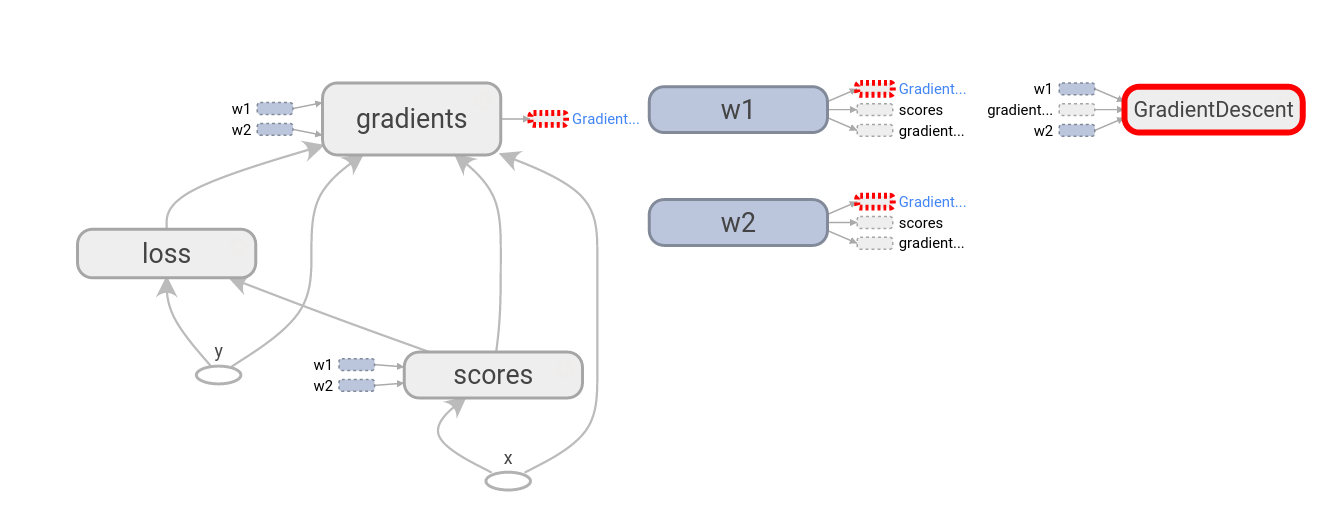 w1
w2
gradients
Gradient...
loss
y
w1
w2
scores
x
w1
Gradient...
scores
gradient...
w2
Gradient...
scores
gradient...
w1
gradient...
w2
GradientDescent